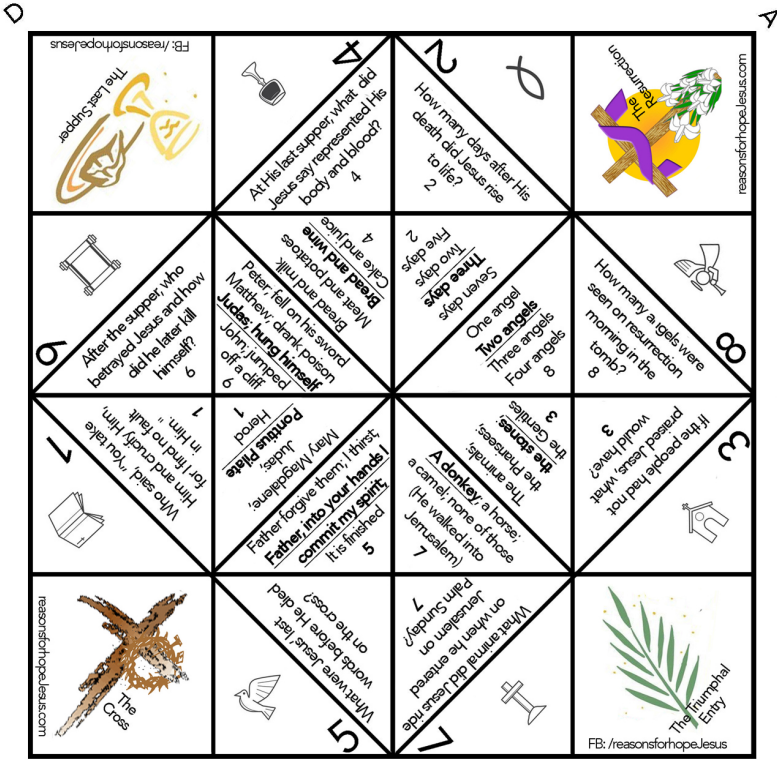 D
A
FB: /reasonsforhopeJesus
The Last Supper
4
At His last supper, what did
Jesus say represented His
body and blood?
4
2
How many days after His
death did Jesus rise
to life?
2
The
Resurrection
reasonsforhopeJesus.com
6
After the supper, who
betrayed Jesus and how
did he later kill
himself?
6
Bread and milk
Meat and potatoes
Bread and wine
Cake and juice
4
Peter: fell on his sword
Matthew: drank poison
Judas; hung himself
John: jumped
off a cliff
6
Seven days
Three days
Two days
Five days
2
One angel
Two angels
Three angels
Four angels
8
How many angels were
seen on resurrection
morning in the
tomb?
8
8
1
Who said, "You take
Him and crucify Him,
for I find no fault
in Him..."
1
Mary Magdalene;
Judas;
Pontius Pilate
Herod
1
Father forgive them; I thirst;
Father, into your hands I
commit my spirit;
It is finished
5
The animals;
the Pharisees;
the stones;
the Gentiles
3
A donkey; a horse;
a camel; none of those
(He walked into
Jerrusalem)
7
If the people had not
praised Jesus, what
would have?
3
3
reasonsforhopeJesus.com
The
Cross
What were Jesus' last
words before He died
on the cross?
5
What animal did Jesus ride
on when he entered
Jerusalem on
Palm Sunday?
7
7
The Triumphal
Entry
FB: /reasonsforhopeJesus